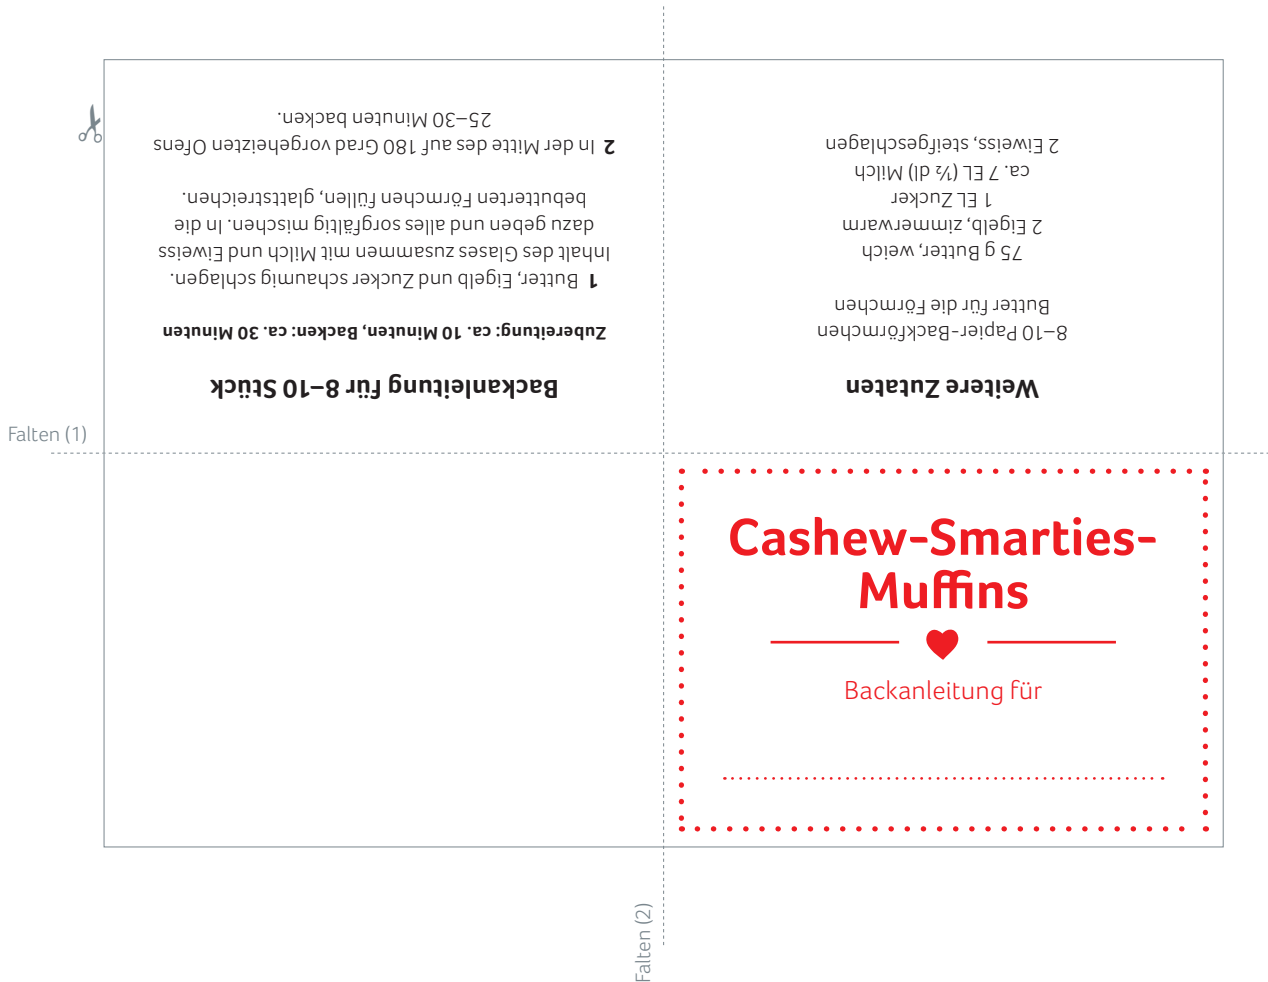 Cashew-Smarties-
Muffins
Backanleitung für
Weitere Zutaten
8–10 Papier-Backförmchen
Butter für die Förmchen
75 g Butter, weich
2 Eigelb, zimmerwarm
1 EL Zucker
ca. 7 EL (½ dl) Milch
2 Eiweiss, steifgeschlagen
Backanleitung für 8–10 Stück
Zubereitung: ca. 10 Minuten, Backen: ca. 30 Minuten
1 Butter, Eigelb und Zucker schaumig schlagen.
Inhalt des Glases zusammen mit Milch und Eiweiss
dazu geben und alles sorgfältig mischen. In die
bebutterten Förmchen füllen, glattstreichen.
2 In der Mitte des auf 180 Grad vorgeheizten Ofens
25–30 Minuten backen.
Falten (1)
Falten (2)